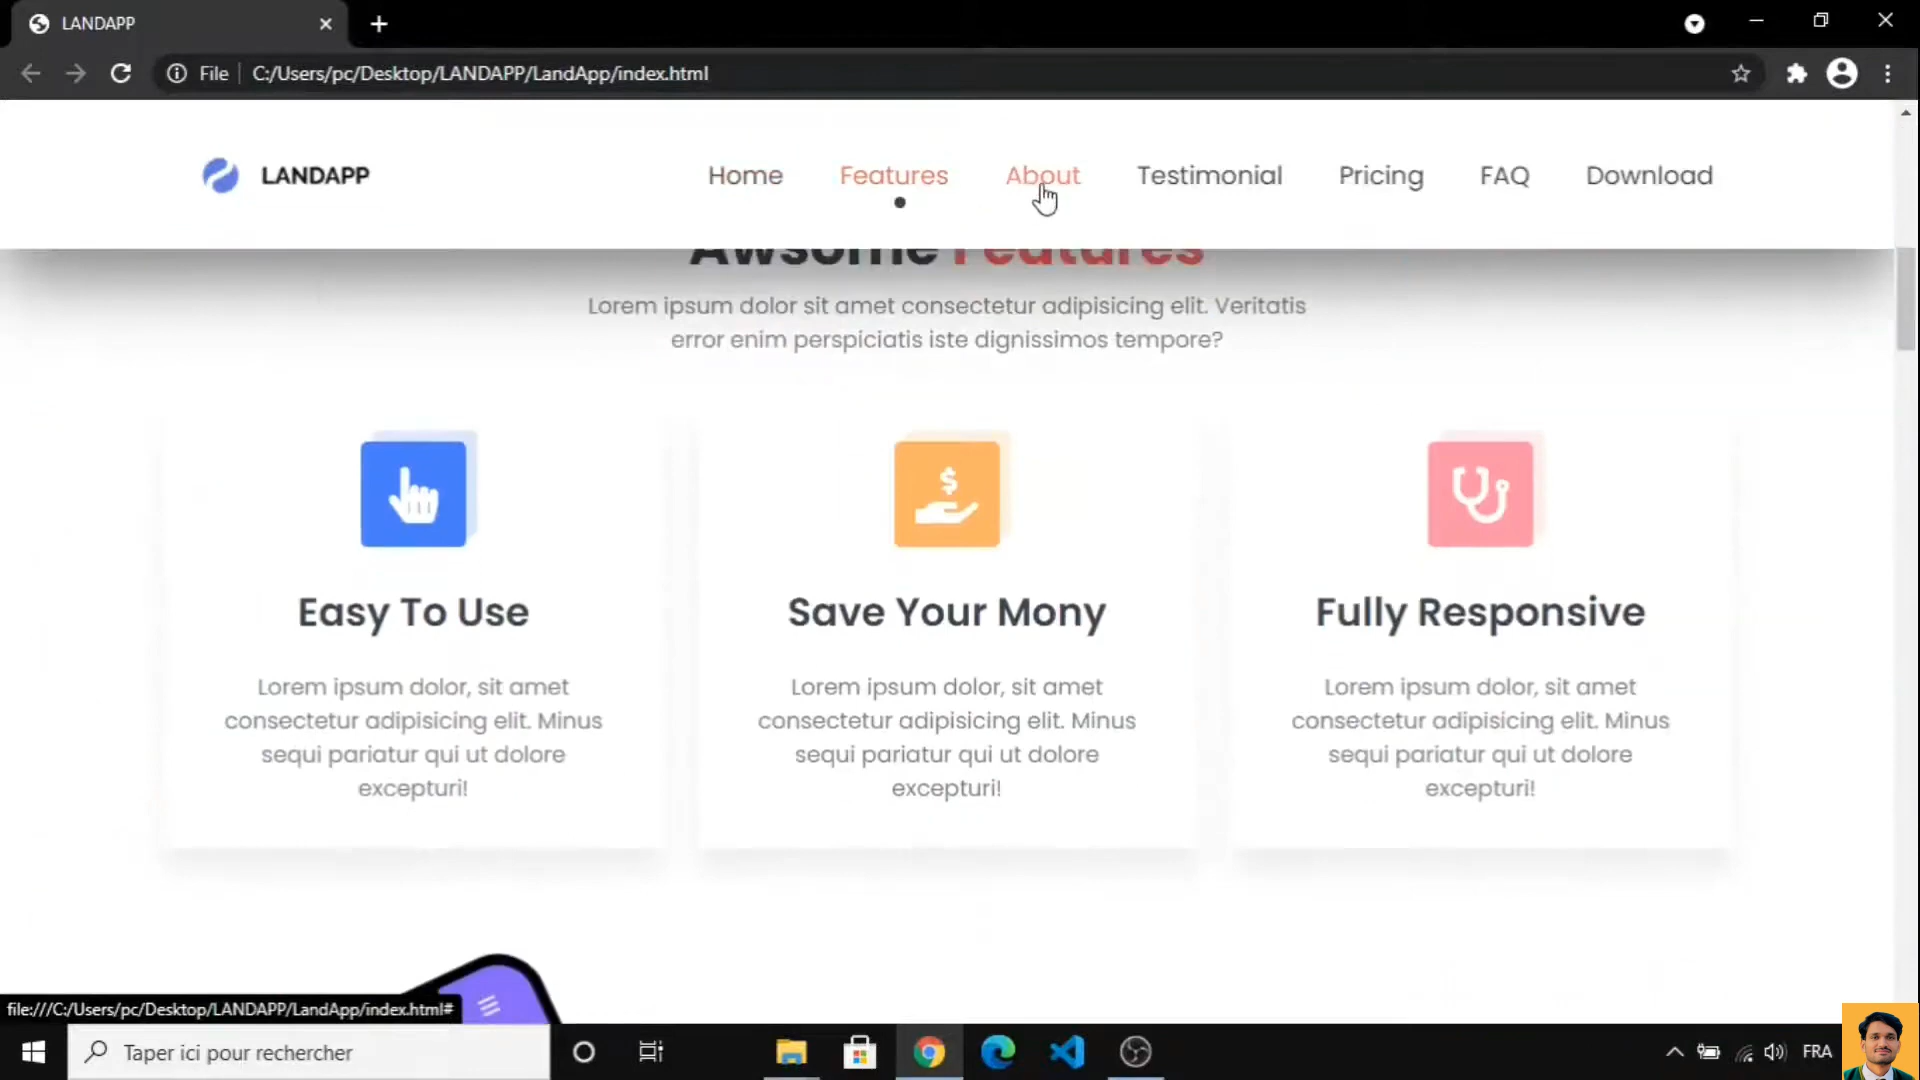 LANDAPP
File
C:/Users/pc/Desktop/LANDAPP/LandApp/index.html
LANDAPP
Home
Features
About
Testimonial
Pricing
FAQ
Download
Awsome Features
Lorem ipsum dolor sit amet consectetur adipisicing elit. Veritatis
error enim perspiciatis iste dignissimos tempore?
$
Easy To Use
Lorem ipsum dolor, sit amet
consectetur adipisicing elit. Minus
sequi pariatur qui ut dolore
excepturi!
Save Your Mony
Lorem ipsum dolor, sit amet
consectetur adipisicing elit. Minus
sequi pariatur qui ut dolore
excepturi!
Fully Responsive
Lorem ipsum dolor, sit amet
consectetur adipisicing elit. Minus
sequi pariatur qui ut dolore
excepturi!
file:///C:/Users/pc/Desktop/LANDAPP/LandApp/index.html#
Taper ici pour rechercher
FRA